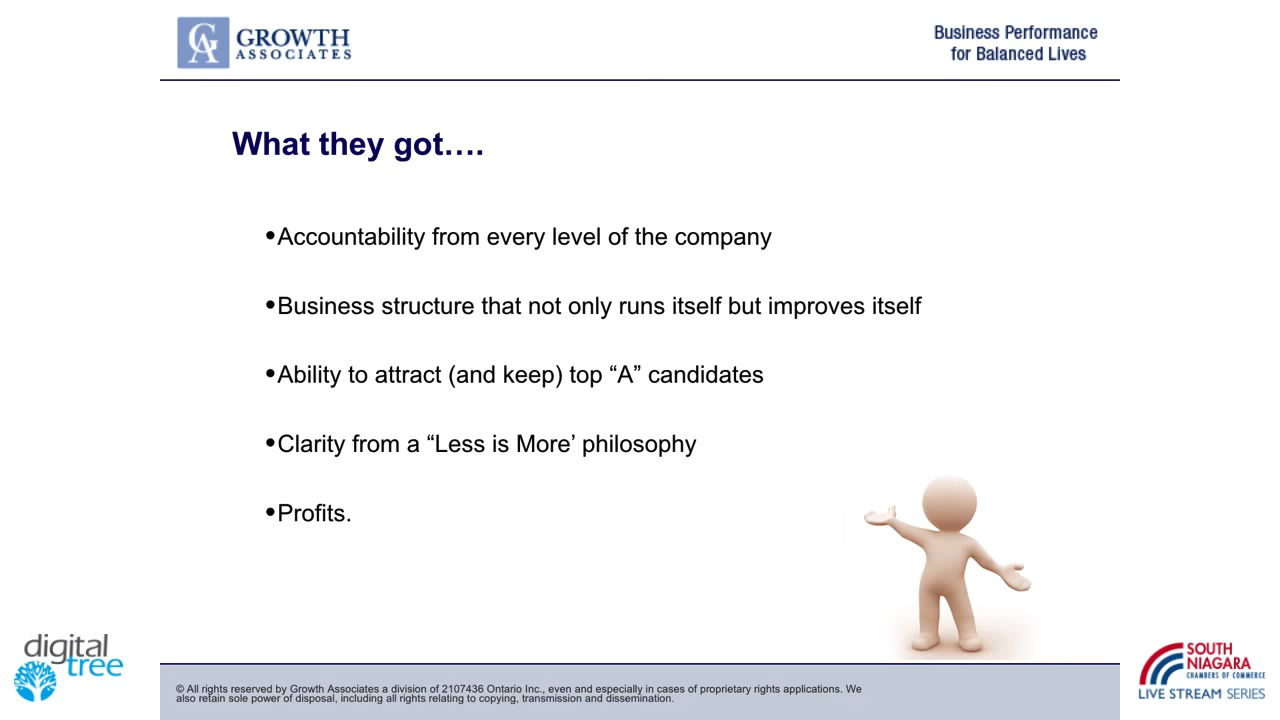 GA GROWTH
ASSOCIATES
Business Performance
for Balanced Lives
What they got….
•Accountability from every level of the company
•Business structure that not only runs itself but improves itself
•Ability to attract (and keep) top “A” candidates
•Clarity from a “Less is More’ philosophy
•Profits.
digital
tree
© All rights reserved by Growth Associates a division of 2107436 Ontario Inc., even and especially in cases of proprietary rights applications. We
also retain sole power of disposal, including all rights relating to copying, transmission and dissemination.
SOUTH
NIAGARA
CHAMBERS OF COMMERCE
LIVE STREAM SERIES